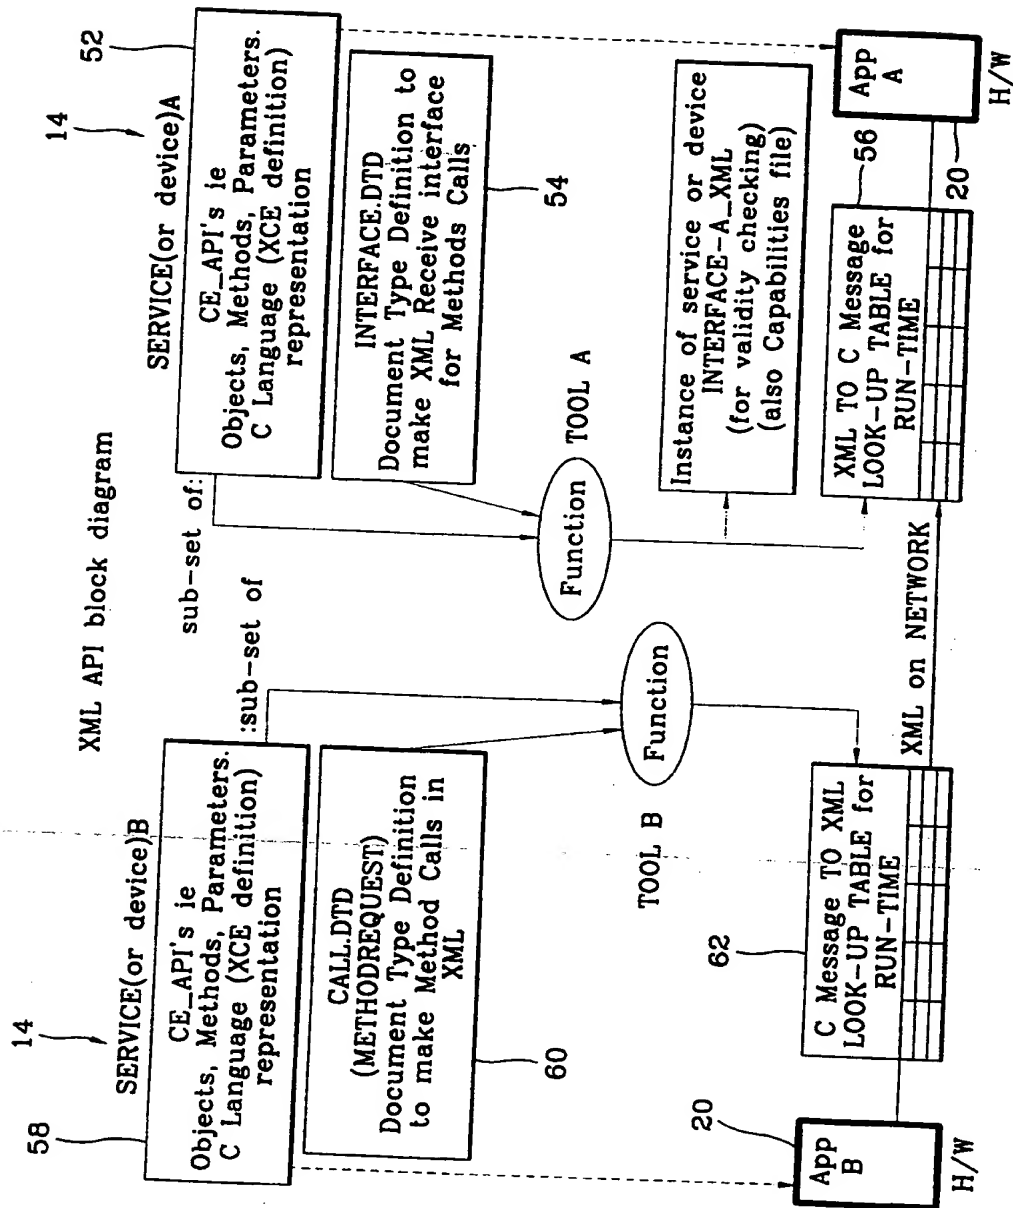 XML API block diagram
14
SERVICE(or device)B
58
CE_API's ie
Objects, Methods, Parameters.
C Language (XCE definition)
representation
:sub-set of
CALL.DTD
(METHODREQUEST)
Document Type Definition
to make Method Calls in
XML
60
TOOL B
Function
62
C Message TO XML
LOOK-UP TABLE for
RUN-TIME
20
App
B
H/W
XML on NETWORK
14
SERVICE(or device)A
52
CE_API's ie
Objects, Methods, Parameters.
C Language (XCE definition)
representation
sub-set of:
INTERFACE.DTD
Document Type Definition to
make XML Receive interface
for Methods Calls
54
Function
TOOL A
Instance of service or device
INTERFACE-A_XML
(for validity checking)
(also Capabilities file)
XML TO C Message
LOOK-UP TABLE for
RUN-TIME
56
20
App
A
H/W